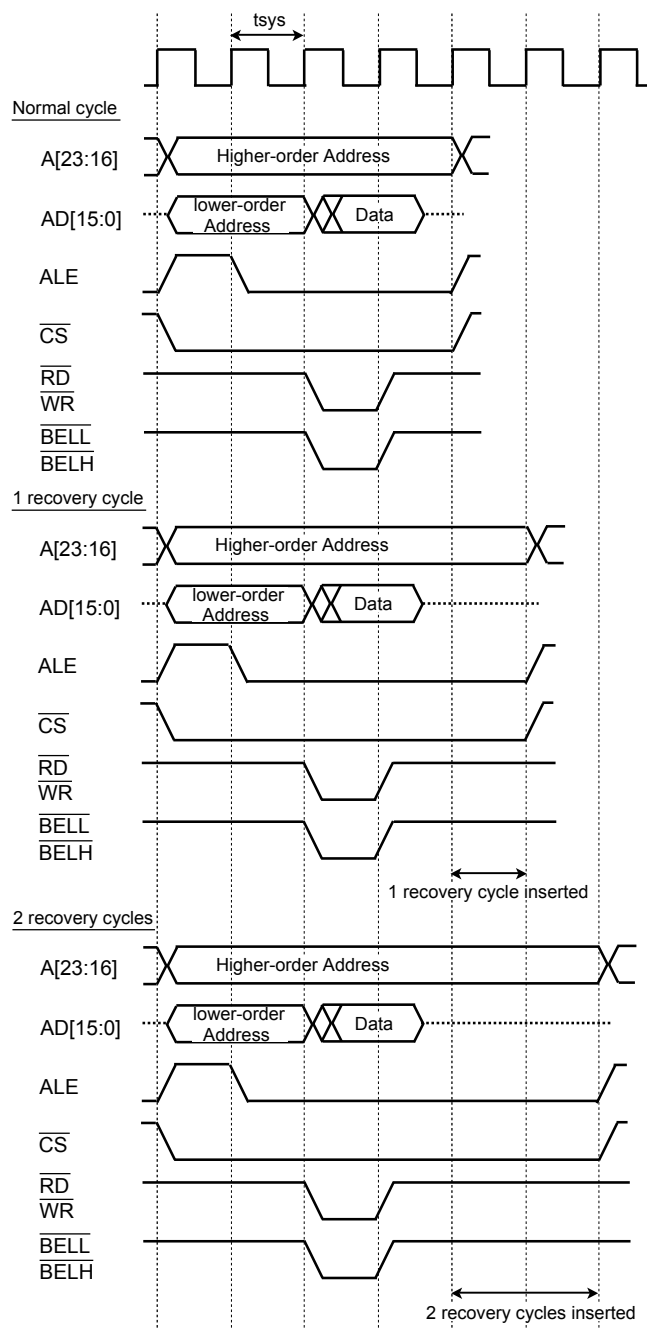 tsys
Normal cycle
A[23:16]
Higher-order Address
AD[15:0]
lower-order
Address
Data
ALE
CS
RD
WR
BELL
BELH
1 recovery cycle
A[23:16]
Higher-order Address
AD[15:0]
lower-order
Address
Data
ALE
CS
RD
WR
BELL
BELH
1 recovery cycle inserted
2 recovery cycles
A[23:16]
Higher-order Address
AD[15:0]
lower-order
Address
Data
ALE
CS
RD
WR
BELL
BELH
2 recovery cycles inserted